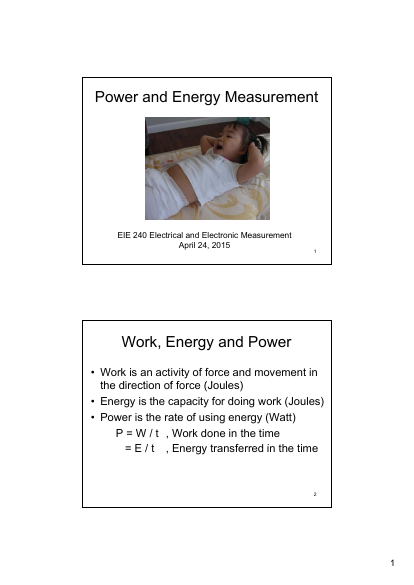 Power and Energy Measurement
EIE 240 Electrical and Electronic Measurement
April 24, 2015
1
Work, Energy and Power
• Work is an activity of force and movement in
the direction of force (Joules)
• Energy is the capacity for doing work (Joules)
• Power is the rate of using energy (Watt)
P = W / t , Work done in the time
= E / t , Energy transferred in the time
2
1